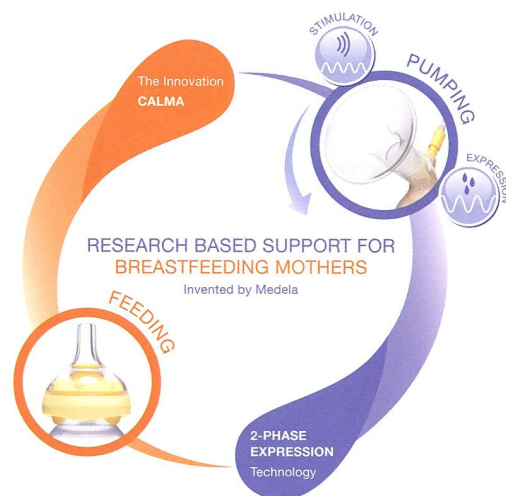 STIMULATION
PUMPING
EXPRESSION
The Innovation
CALMA
RESEARCH BASED SUPPORT FOR
BREASTFEEDING MOTHERS
Invented by Medela
FEEDING
2-PHASE
EXPRESSION
Technology